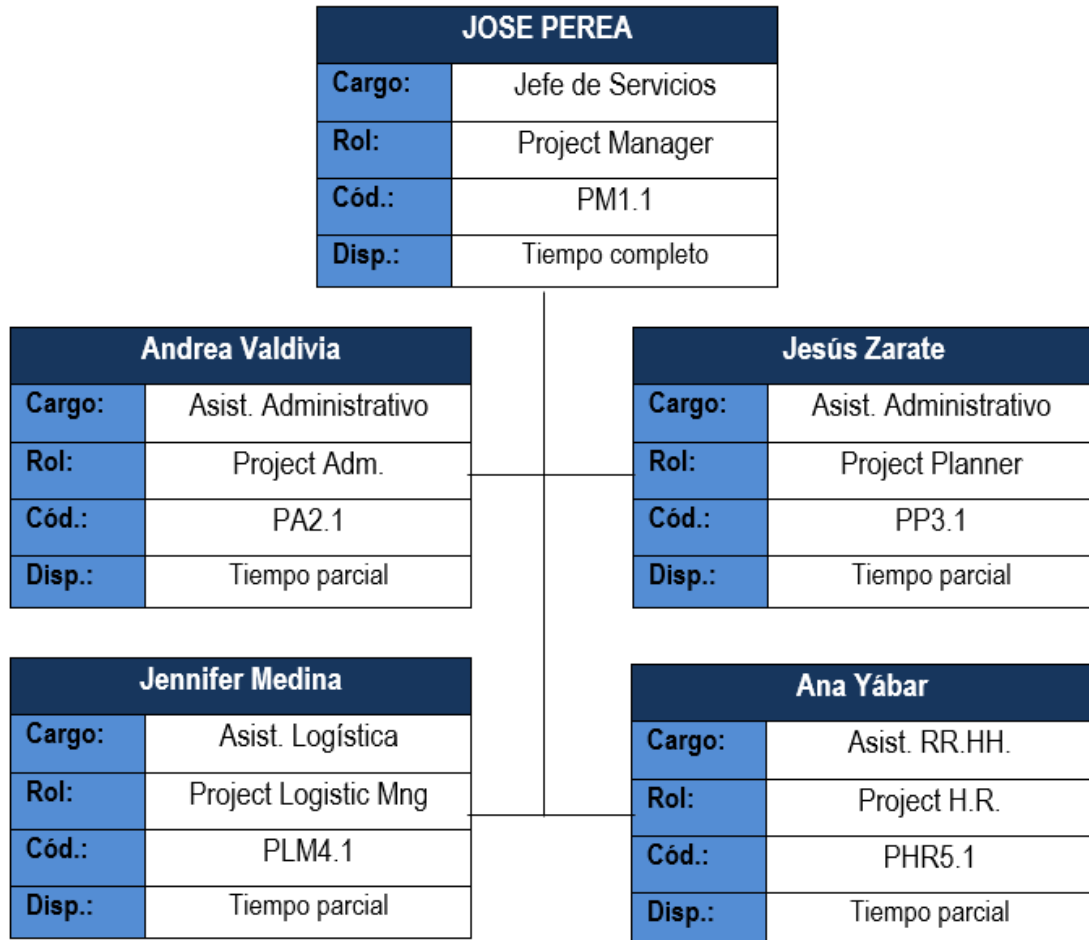 JOSE PEREA
Cargo: Jefe de Servicios
Rol: Project Manager
Cód.: PM1.1
Disp.: Tiempo completo
Andrea Valdivia
Cargo: Asist. Administrativo
Rol: Project Adm.
Cód.: PA2.1
Disp.: Tiempo parcial
Jesús Zarate
Cargo: Asist. Administrativo
Rol: Project Planner
Cód.: PP3.1
Disp.: Tiempo parcial
Jennifer Medina
Cargo: Asist. Logística
Rol: Project Logistic Mng
Cód.: PLM4.1
Disp.: Tiempo parcial
Ana Yábar
Cargo: Asist. RR.HH.
Rol: Project H.R.
Cód.: PHR5.1
Disp.: Tiempo parcial